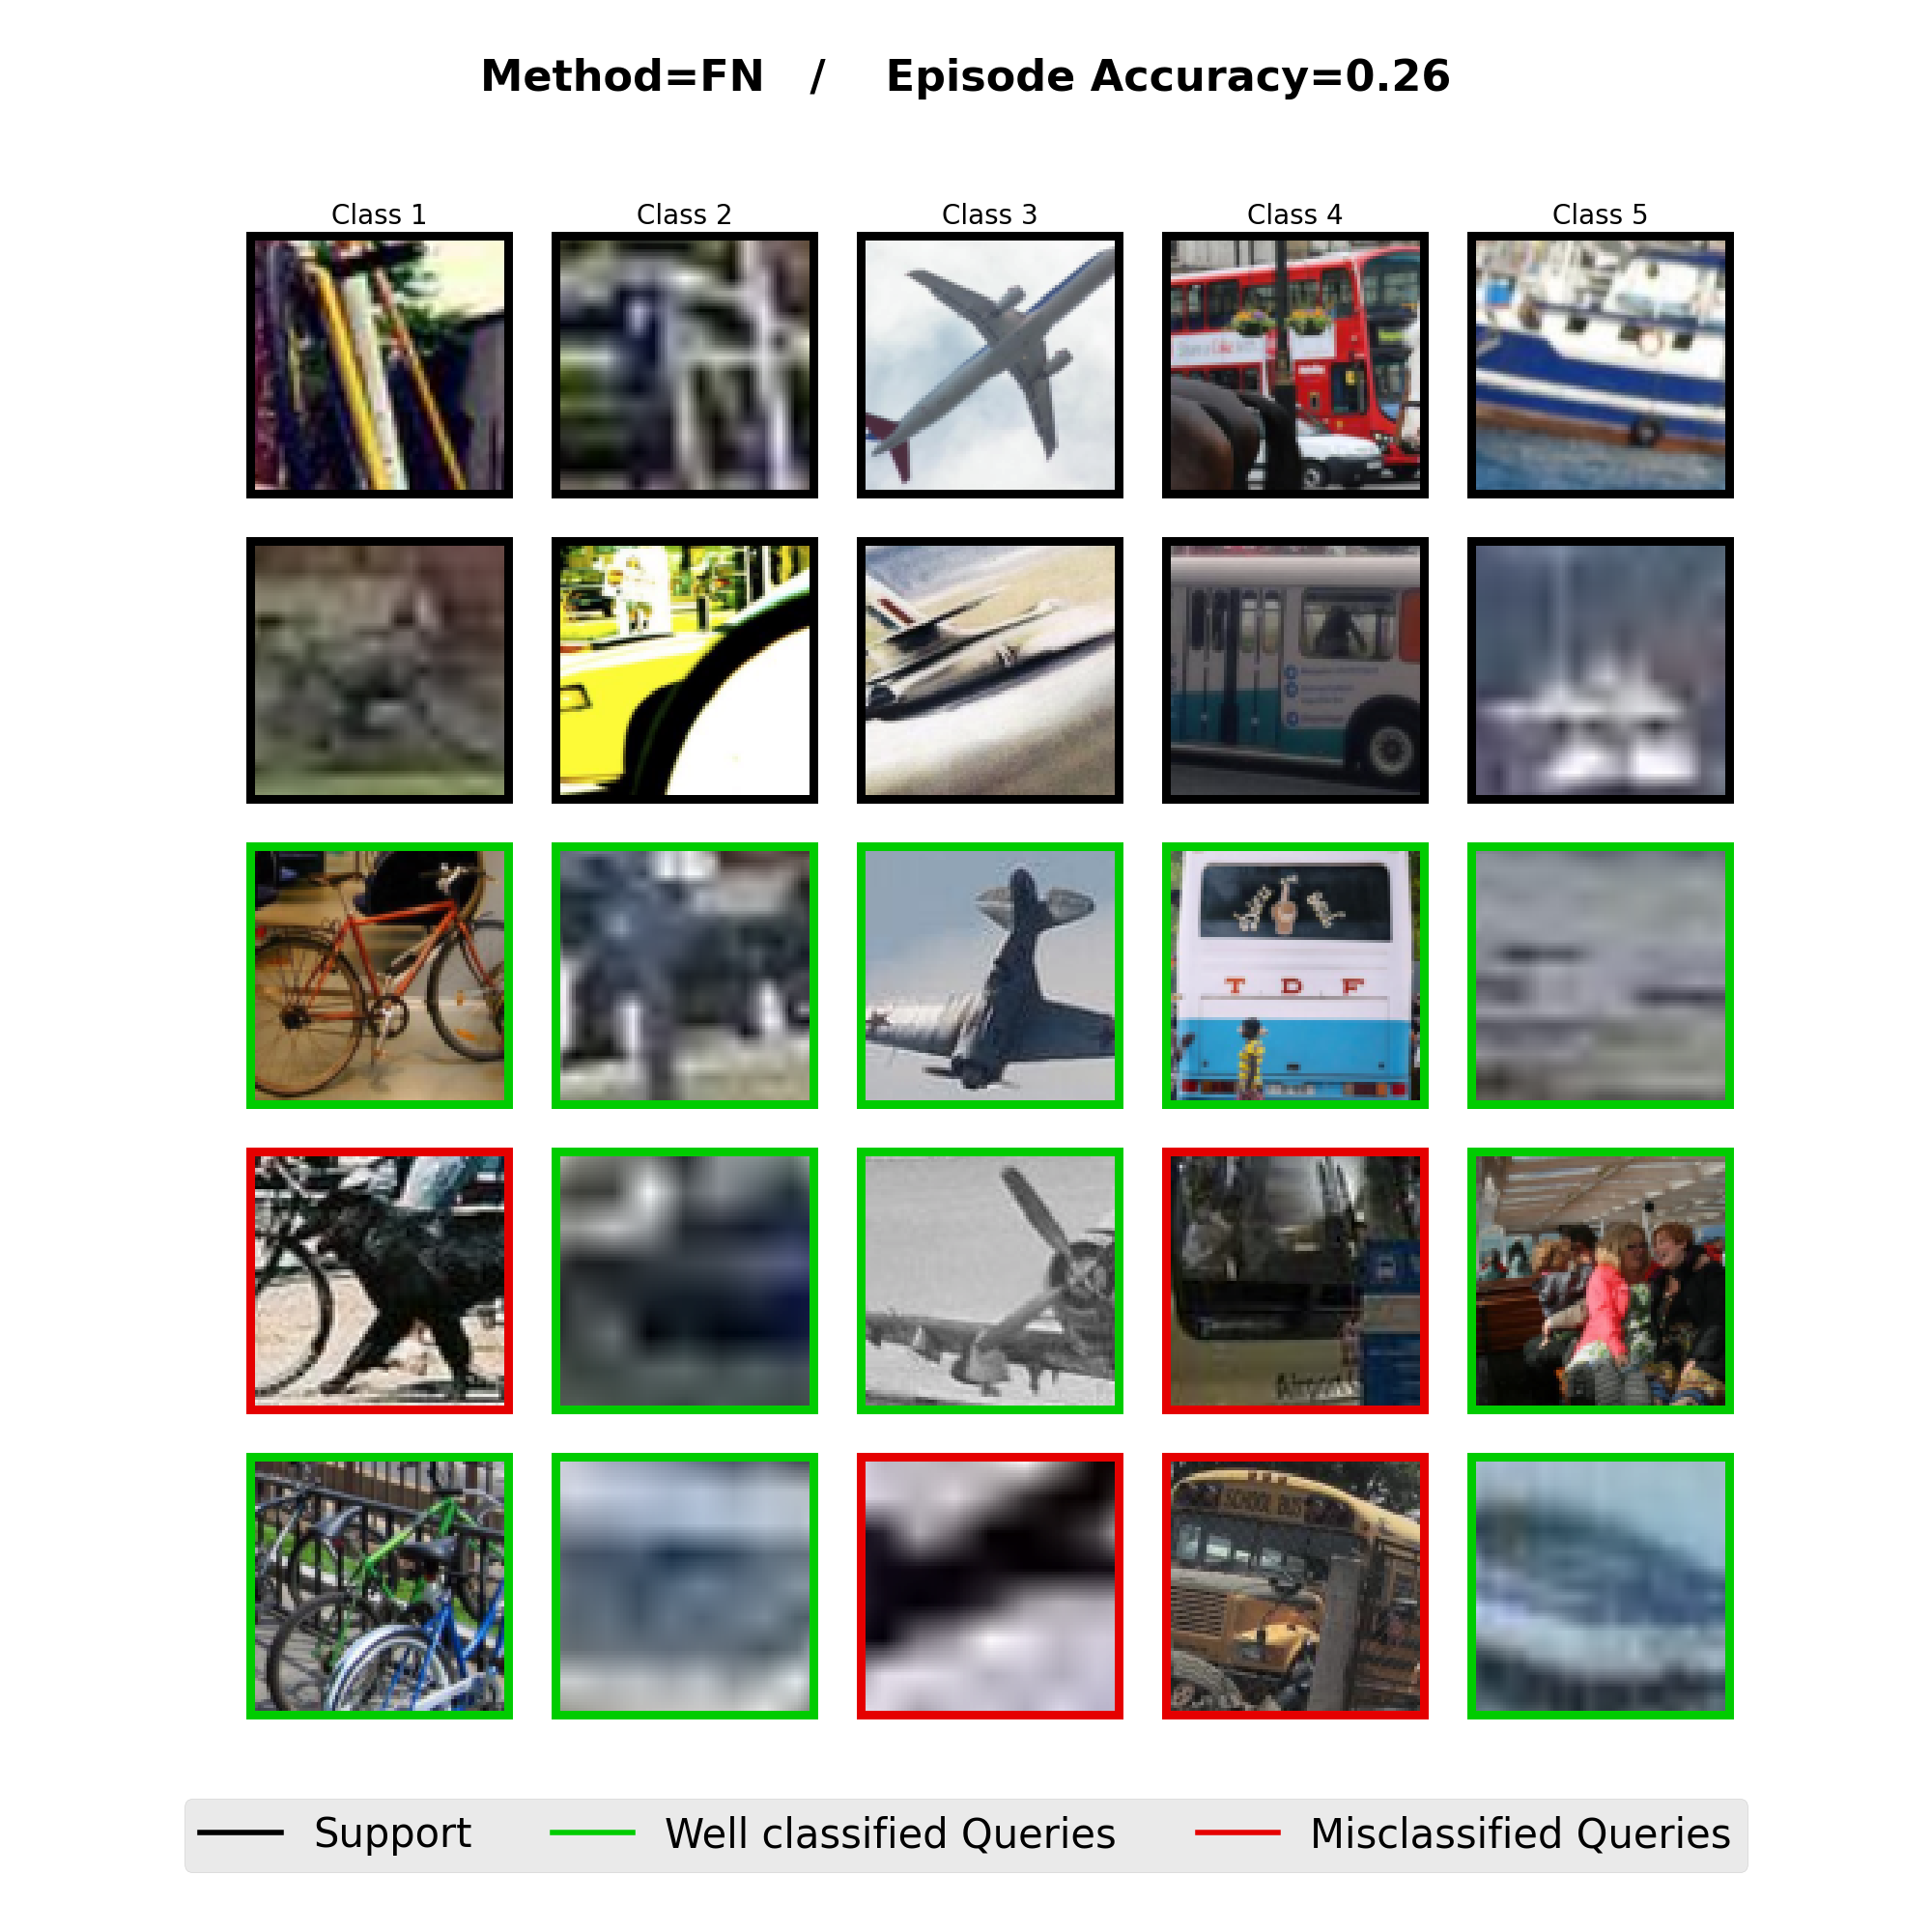 Method=FN / Episode Accuracy=0.26
Class 1
Class 2
Class 3
Class 4
Class 5
T D F
Airport
SCHOOL BUS
Support
Well classified Queries
Misclassified Queries